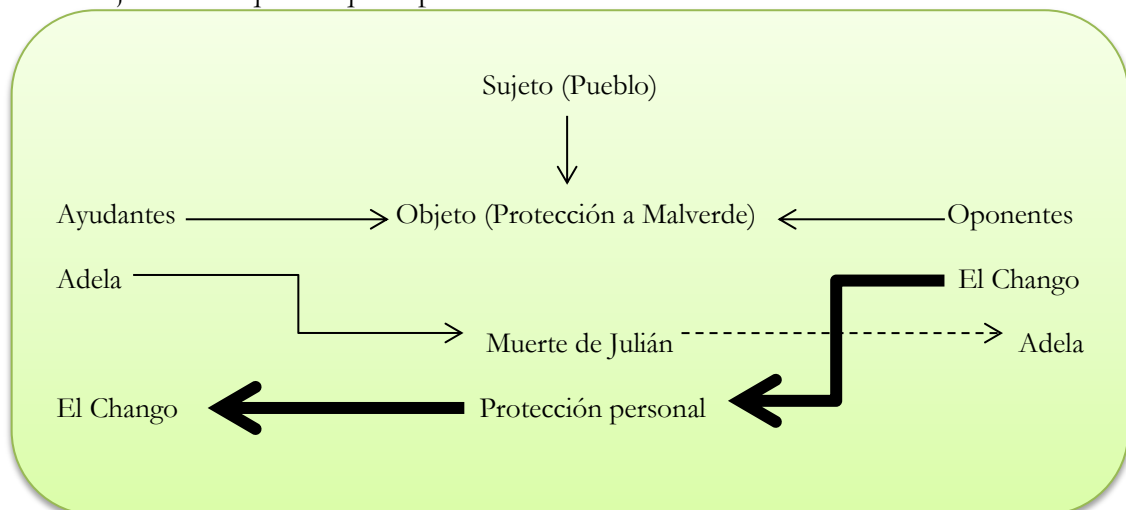 Sujeto (Pueblo)
Ayudantes Objeto (Protección a Malverde) Oponentes
Adela El Chango
Muerte de Julián Adela
El Chango Protección personal